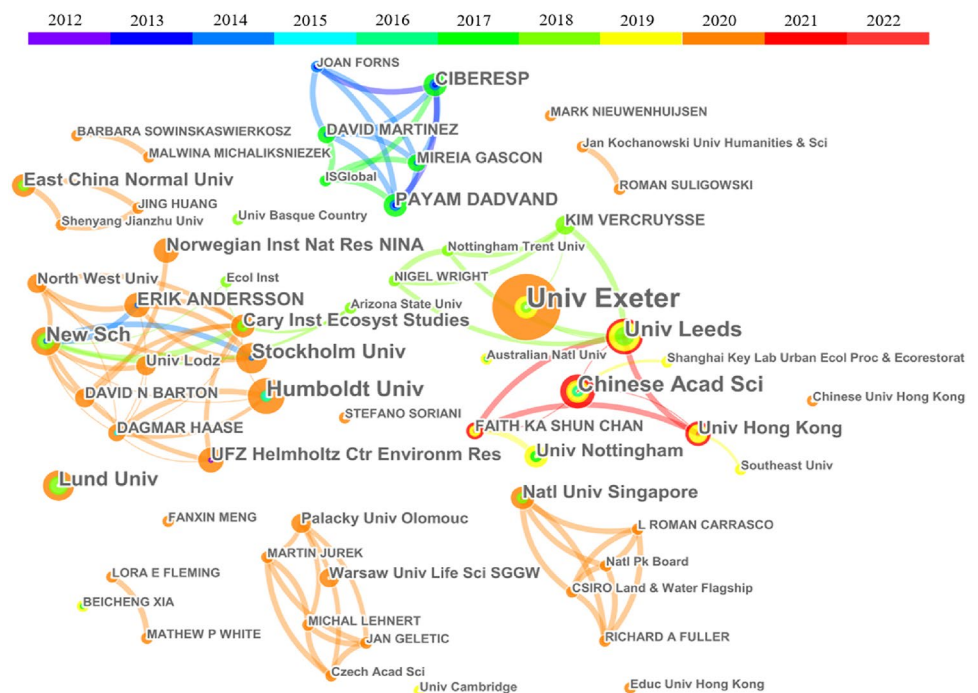 2012 2013 2014 2015 2016 2017 2018 2019 2020 2021 2022
JOAN FORNS
CIBERESP
MARK NIEUWENHUIJSEN
BARBARA SOWINSKASWIERKOSZ
DAVID MARTINEZ
Jan Kochanowski Univ Humanities & Sci
MALWINA MICHALIKSNIEZEK
MIREIA GASCON
East China Normal Univ
ISGlobal
ROMAN SULIGOWSKI
JING HUANG
PAYAM DADVAND
Shenyang Jianzhu Univ
Univ Basque Country
KIM VERCRUYSSE
Norwegian Inst Nat Res NINA
Nottingham Trent Univ
North West Univ
Ecol Inst
NIGEL WRIGHT
ERIK ANDERSSON
Univ Exeter
Arizona State Univ
Cary Inst Ecosyst Studies
New Sch
Univ Leeds
Stockholm Univ
Univ Lodz
Australian Natl Univ
Shanghai Key Lab Urban Ecol Proc & Ecorestorat
Chinese Acad Sci
DAVID N BARTON
Humboldt Univ
Chinese Univ Hong Kong
STEFANO SORIANI
DAGMAR HAASE
FAITH KA SHUN CHAN
Univ Hong Kong
UFZ Helmholtz Ctr Environm Res
Univ Nottingham
Southeast Univ
Lund Univ
Natl Univ Singapore
FANXIN MENG
Palacky Univ Olomouc
L ROMAN CARRASCO
MARTIN JUREK
Natl Pk Board
LORA E FLEMING
Warsaw Univ Life Sci SGGW
CSIRO Land & Water Flagship
BEICHENG XIA
MICHAL LEHNERT
MATHEW P WHITE
JAN GELETIC
RICHARD A FULLER
Czech Acad Sci
Univ Cambridge
Educ Univ Hong Kong